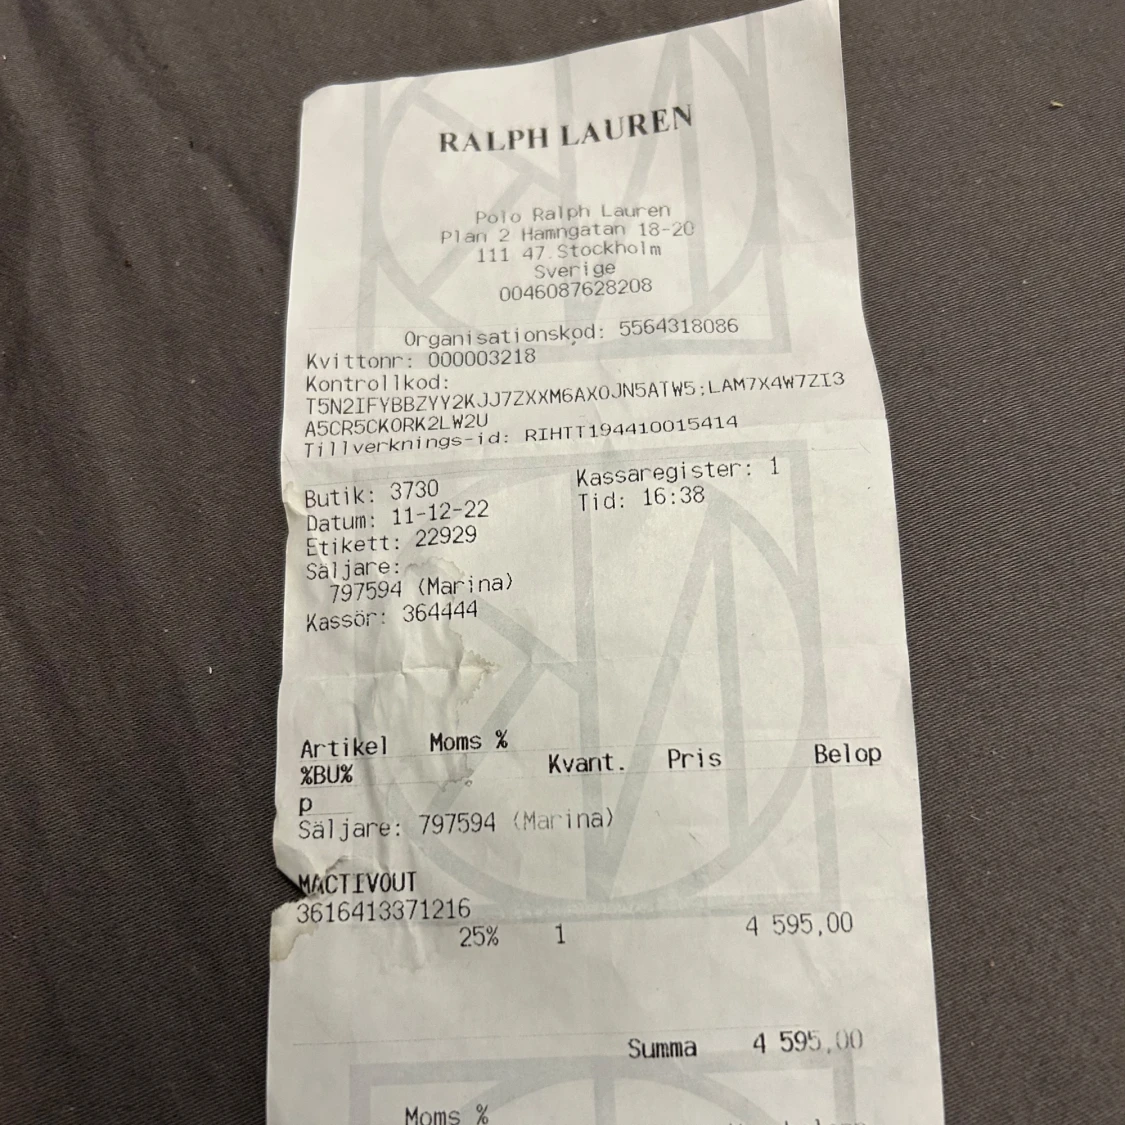 RALPH LAUREN
Polo Ralph Lauren
Plan 2 Hamngatan 18-20
111 47.Stockholm
Sverige
0046087628208
Organisationskod: 5564318086
Kvittonr: 000003218
Kontrollkod:
T5N2IFYBBZYY2KJJ7ZXXM6AXOJN5ATW5;LAM7X4W7ZI3
A5CR5CKORK2LW2U
Tillverknings-id: RIHTT194410015414
Butik: 3730 Kassaregister: 1
Datum: 11-12-22 Tid: 16:38
Etikett: 22929
Säljare:
797594 (Marina)
Kassör: 364444
Artikel Moms %
%BU% Kvant. Pris Belop
p
Säljare: 797594 (Marina)
MACTIVOUT
3616413371216
25% 1 4 595,00
Summa 4 595,00
Moms %